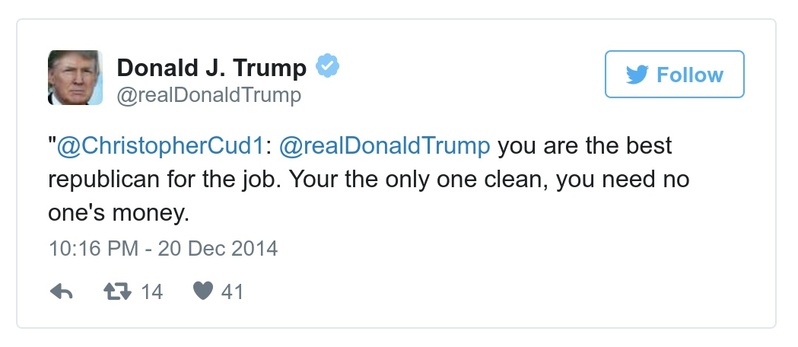 Donald J. Trump
@realDonaldTrump
Follow
"@ChristopherCud1: @realDonaldTrump you are the best
republican for the job. Your the only one clean, you need no
one's money.
10:16 PM - 20 Dec 2014
14 41